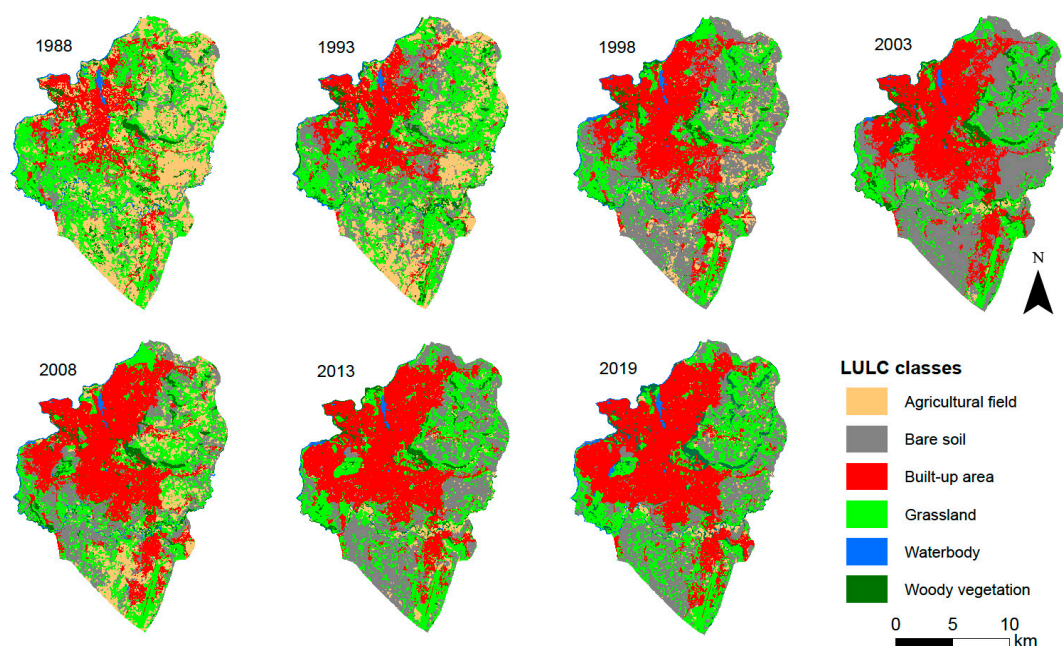 1988
1993
1998
2003
N
2008
2013
2019
LULC classes
Agricultural field
Bare soil
Built-up area
Grassland
Waterbody
Woody vegetation
0 5 10
km